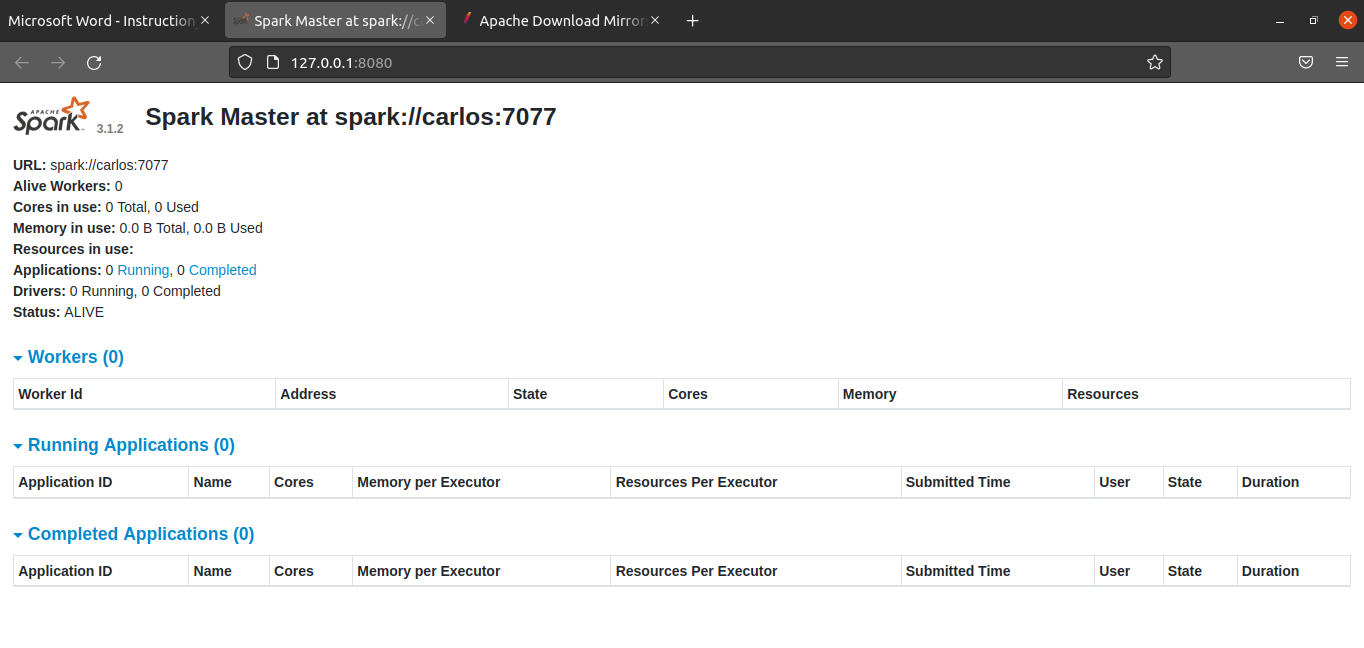 Microsoft Word - Instruction
Spark Master at spark://c
Apache Download Mirror
127.0.0.1:8080
APACHE
Spark 3.1.2
Spark Master at spark://carlos:7077
URL: spark://carlos:7077
Alive Workers: 0
Cores in use: 0 Total, 0 Used
Memory in use: 0.0 B Total, 0.0 B Used
Resources in use:
Applications: 0 Running, 0 Completed
Drivers: 0 Running, 0 Completed
Status: ALIVE
Workers (0)
Worker Id Address State Cores Memory Resources
Running Applications (0)
Application ID Name Cores Memory per Executor Resources Per Executor Submitted Time User State Duration
Completed Applications (0)
Application ID Name Cores Memory per Executor Resources Per Executor Submitted Time User State Duration